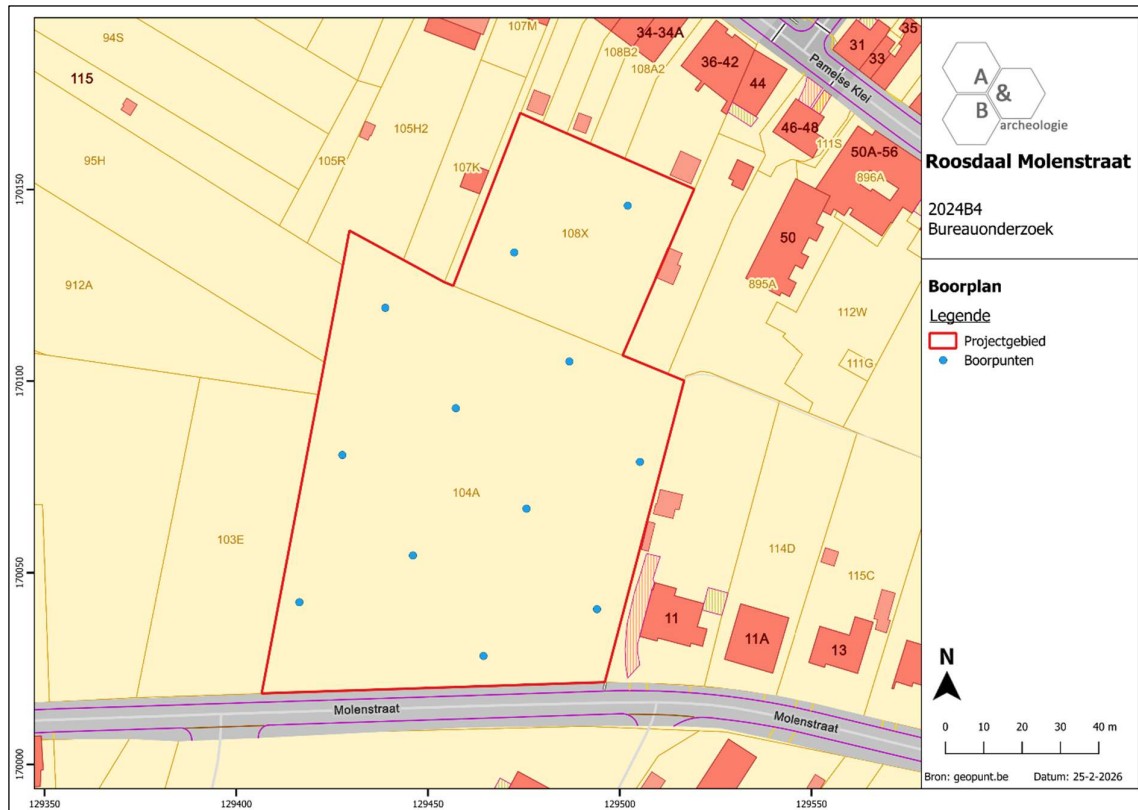 94S
115
95H
105R
105H2
107M
107K
108B2
108A2
34-34A
36-42
44
46-48
111S
31
33
35
Pamelse Klei
50A-56
896A
50
895A
108X
112W
111G
912A
103E
104A
114D
115C
11
11A
13
Molenstraat
Molenstraat
170150
170100
170050
170000
129350
129400
129450
129500
129550
A
&
B
archeologie
Roosdaal Molenstraat
2024B4
Bureauonderzoek
Boorplan
Legende
Projectgebied
Boorpunten
N
0 10 20 30 40 m
Bron: geopunt.be Datum: 25-2-2026